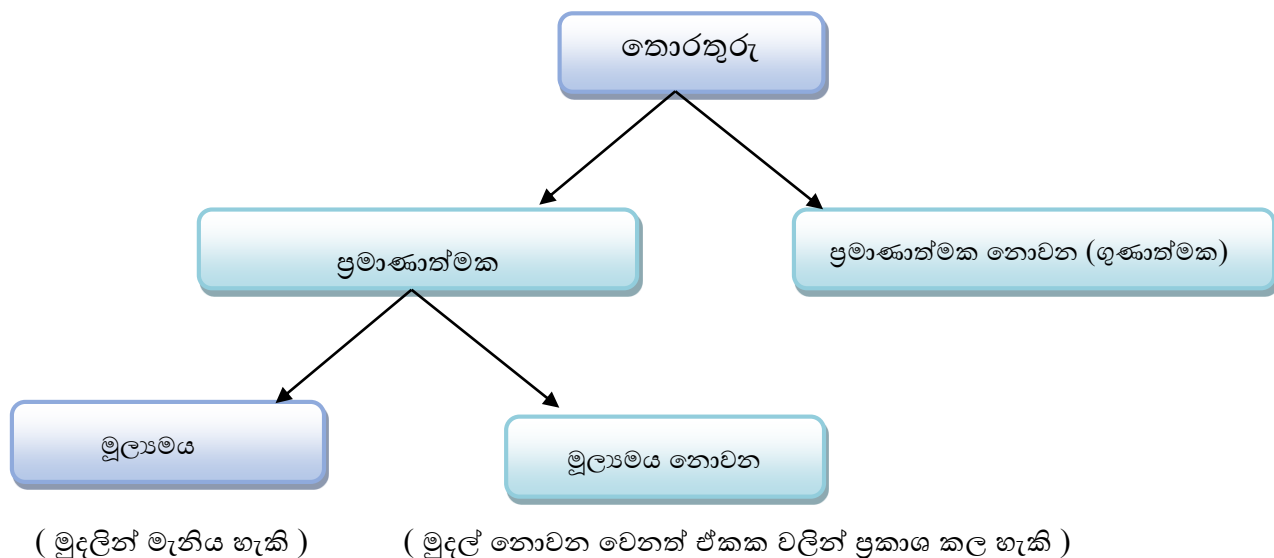 තොරතුරු
ප්‍රමාණාත්මක
ප්‍රමාණාත්මක නොවන (ගුණාත්මක)
මූල්‍යමය
මූල්‍යමය නොවන
( මුදලින් මැනිය හැකි )
( මුදල් නොවන වෙනත් ඒකක වලින් ප්‍රකාශ කල හැකි )